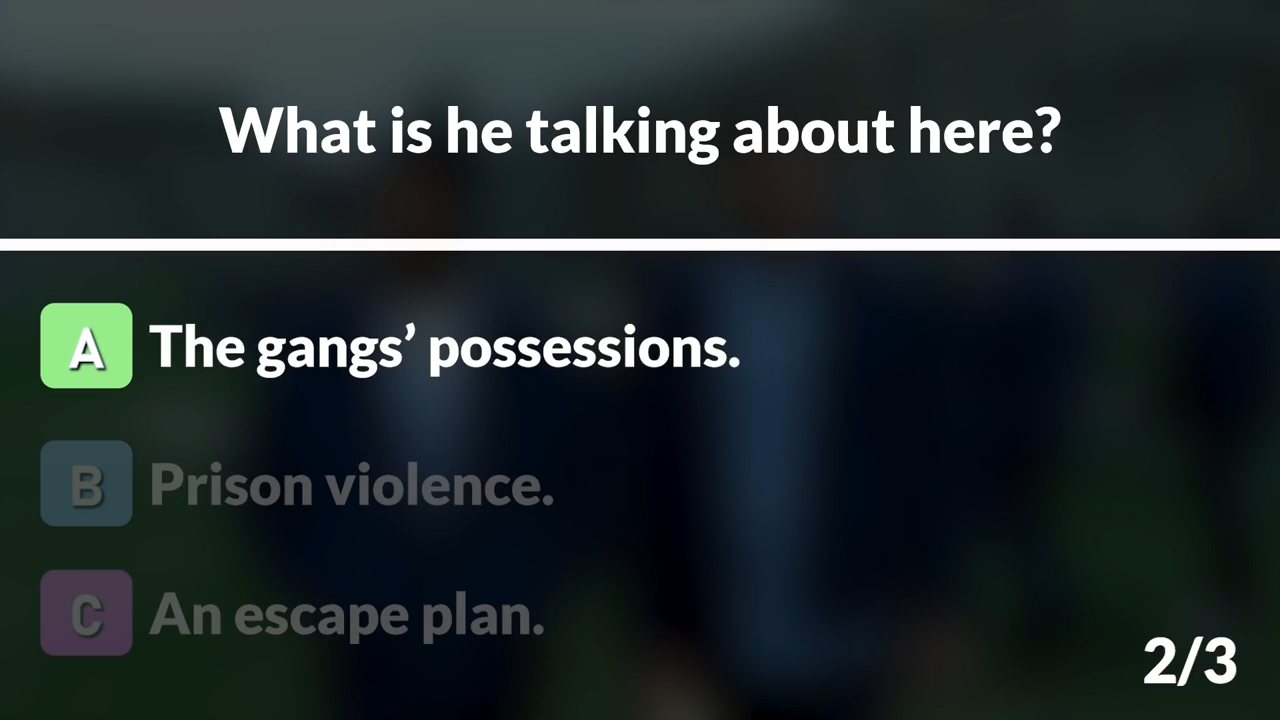 What is he talking about here?
A The gangs’ possessions.
B Prison violence.
C An escape plan.
2/3